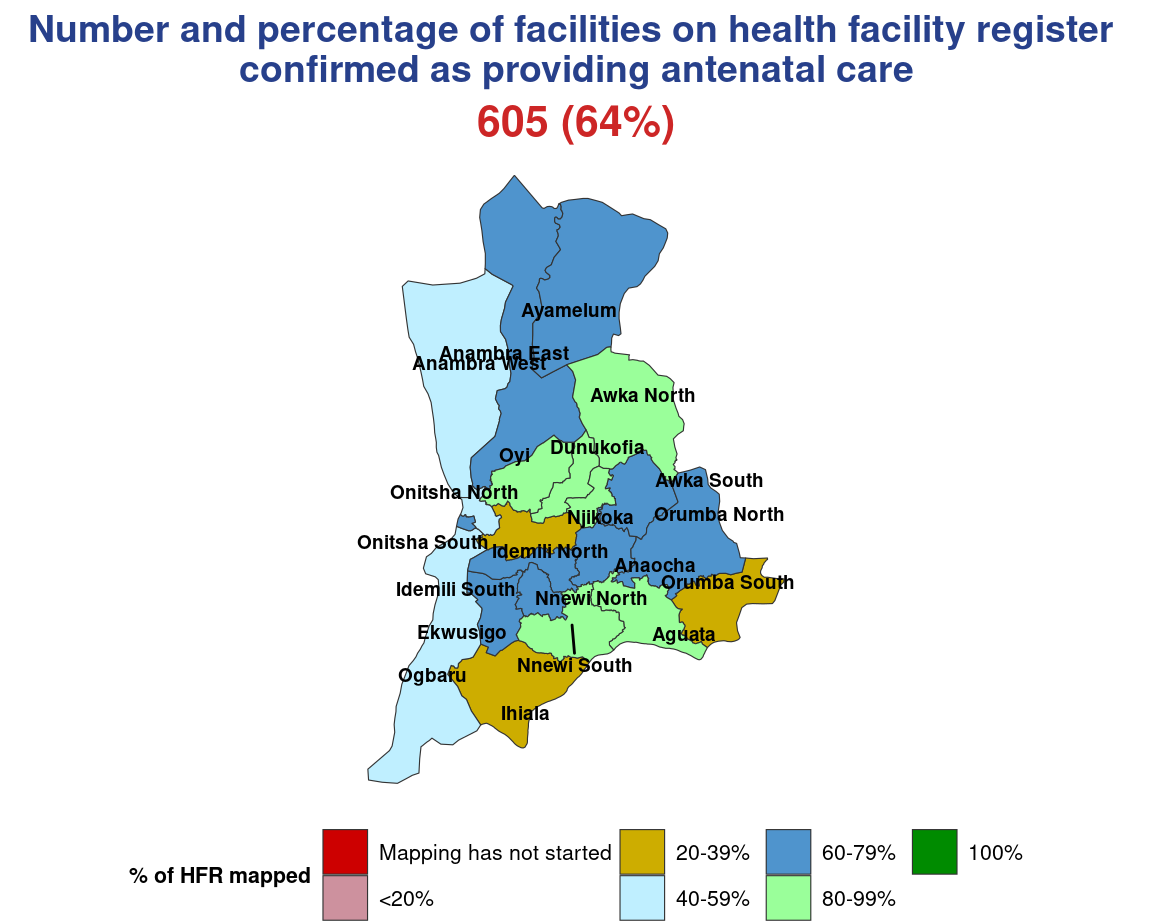 Number and percentage of facilities on health facility register
confirmed as providing antenatal care
605 (64%)
Ayamelum
Anambra East
Anambra West
Awka North
Dunukofia
Oyi
Awka South
Onitsha North
Njikoka
Orumba North
Onitsha South
Idemili North
Anaocha
Orumba South
Idemili South
Nnewi North
Ekwusigo
Aguata
Nnewi South
Ogbaru
Ihiala
% of HFR mapped
Mapping has not started
20-39%
60-79%
100%
<20%
40-59%
80-99%